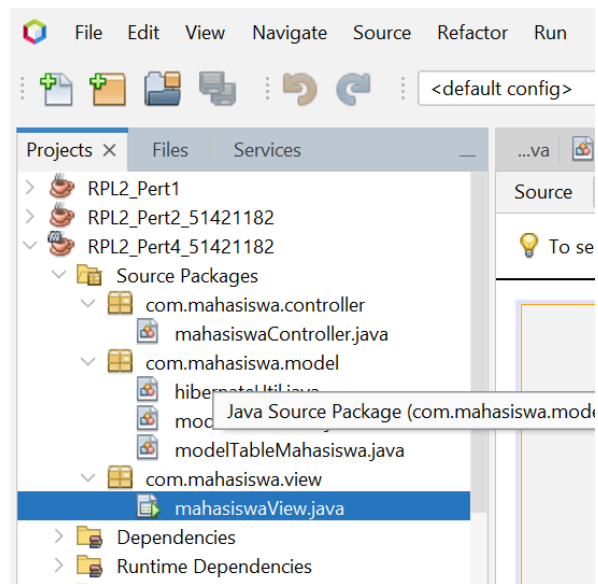 File Edit View Navigate Source Refactor Run
<default config>
Projects Files Services
...va
RPL2_Pert1
Source
RPL2_Pert2_51421182
RPL2_Pert4_51421182
To se
Source Packages
com.mahasiswa.controller
mahasiswaController.java
com.mahasiswa.model
Java Source Package (com.mahasiswa.mode
modelTableMahasiswa.java
com.mahasiswa.view
mahasiswaView.java
Dependencies
Runtime Dependencies